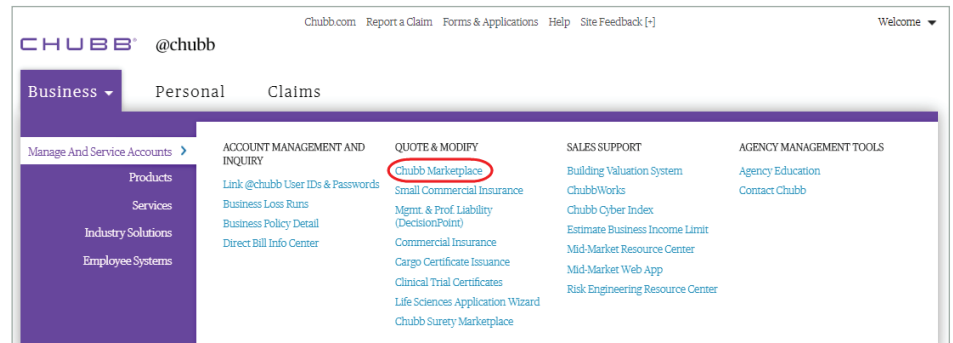 Chubb.com Report a Claim Forms & Applications Help Site Feedback [+] Welcome
CHUBB® @chubb
Business Personal Claims
Manage And Service Accounts
Products
Services
Industry Solutions
Employee Systems
ACCOUNT MANAGEMENT AND
INQUIRY
Link @chubb User IDs & Passwords
Business Loss Runs
Business Policy Detail
Direct Bill Info Center
QUOTE & MODIFY
Chubb Marketplace
Small Commercial Insurance
Mgmt. & Prof. Liability
(DecisionPoint)
Commercial Insurance
Cargo Certificate Issuance
Clinical Trial Certificates
Life Sciences Application Wizard
Chubb Surety Marketplace
SALES SUPPORT
Building Valuation System
ChubbWorks
Chubb Cyber Index
Estimate Business Income Limit
Mid-Market Resource Center
Mid-Market Web App
Risk Engineering Resource Center
AGENCY MANAGEMENT TOOLS
Agency Education
Contact Chubb